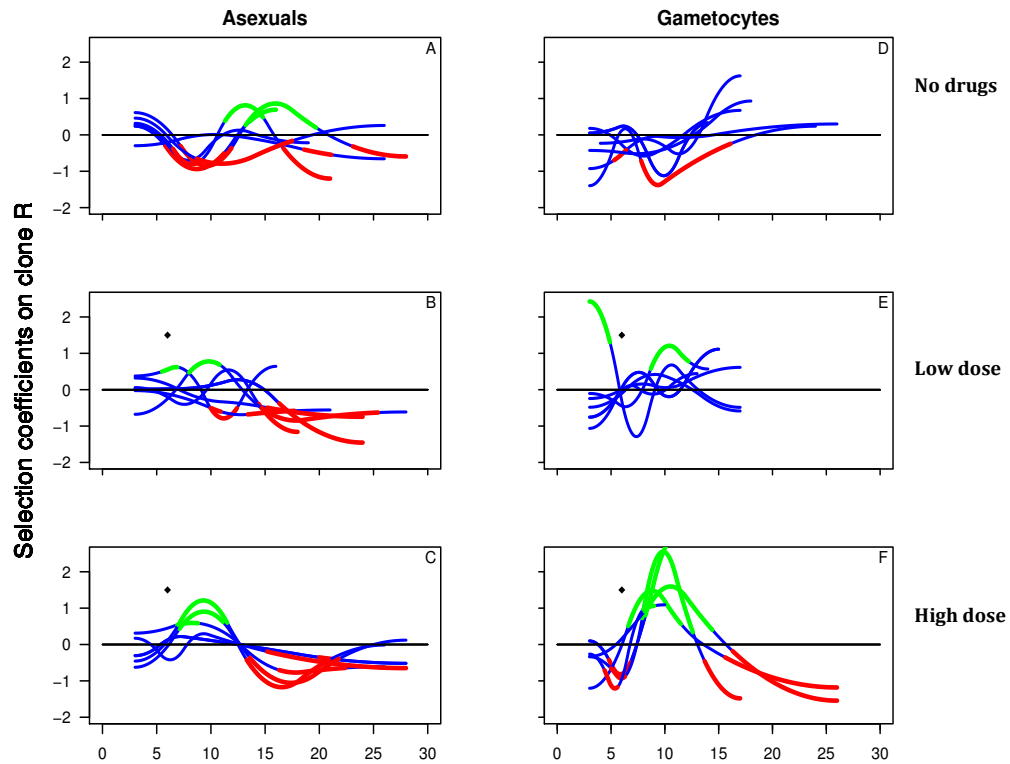 Asexuals
Gametocytes
Selection coefficients on clone R
A
2
1
0
−1
−2
D
No drugs
B
2
1
0
−1
−2
E
Low dose
C
2
1
0
−1
−2
F
High dose
0 5 10 15 20 25 30
0 5 10 15 20 25 30